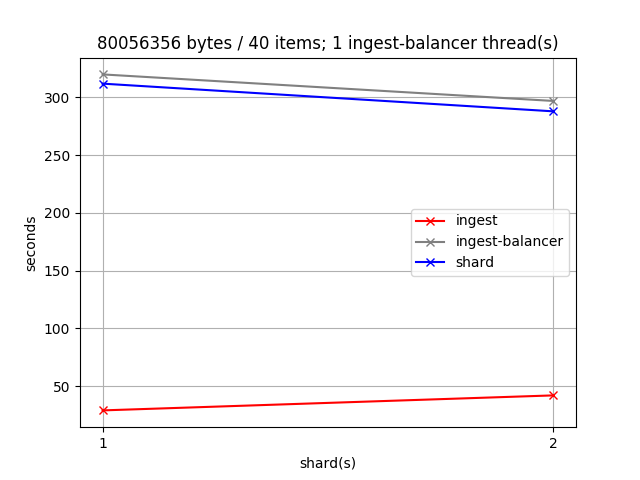 80056356 bytes / 40 items; 1 ingest-balancer thread(s)
300
250
200
150
100
50
seconds
ingest
ingest-balancer
shard
1
2
shard(s)